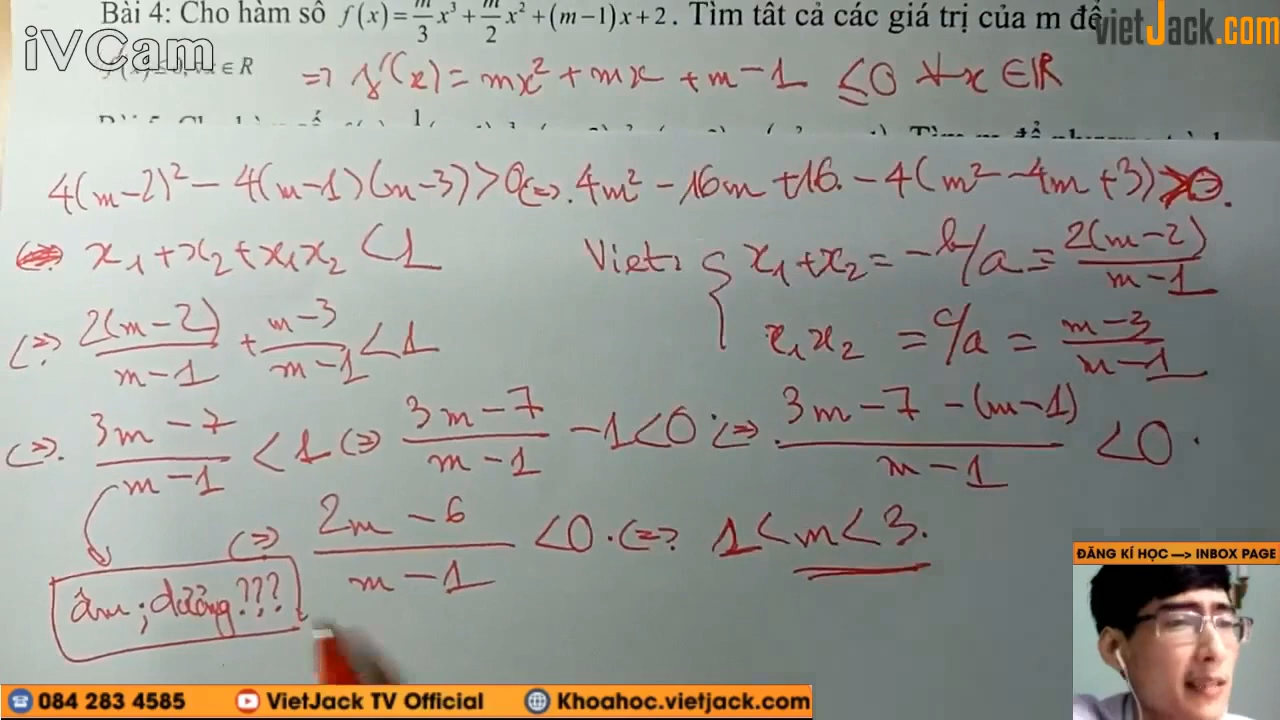 Bài 4: Cho hàm số f(x) = m/3 x³ + m/2 x² + (m−1)x + 2. Tìm tất cả các giá trị của m để
vietJack.com
iVCam
∈ R => f'(x) = mx² + mx + m − 1 ≤ 0 ∀x ∈ R
4(m−2)² − 4(m−1)(m−3) > 0 <=> 4m² − 16m + 16 − 4(m² − 4m + 3) > 0.
x₁ + x₂ + x₁x₂ < 1
Viet: { x₁ + x₂ = −b/a = 2(m−2)/(m−1)
x₁x₂ = c/a = (m−3)/(m−1)
<=> 2(m−2)/(m−1) + (m−3)/(m−1) < 1
<=> (3m−7)/(m−1) < 1 <=> (3m−7)/(m−1) − 1 < 0 <=> (3m−7−(m−1))/(m−1) < 0.
<=> (2m−6)/(m−1) < 0. <=> 1 < m < 3.
âm; dương???
ĐĂNG KÍ HỌC —> INBOX PAGE
084 283 4585 VietJack TV Official Khoahoc.vietjack.com